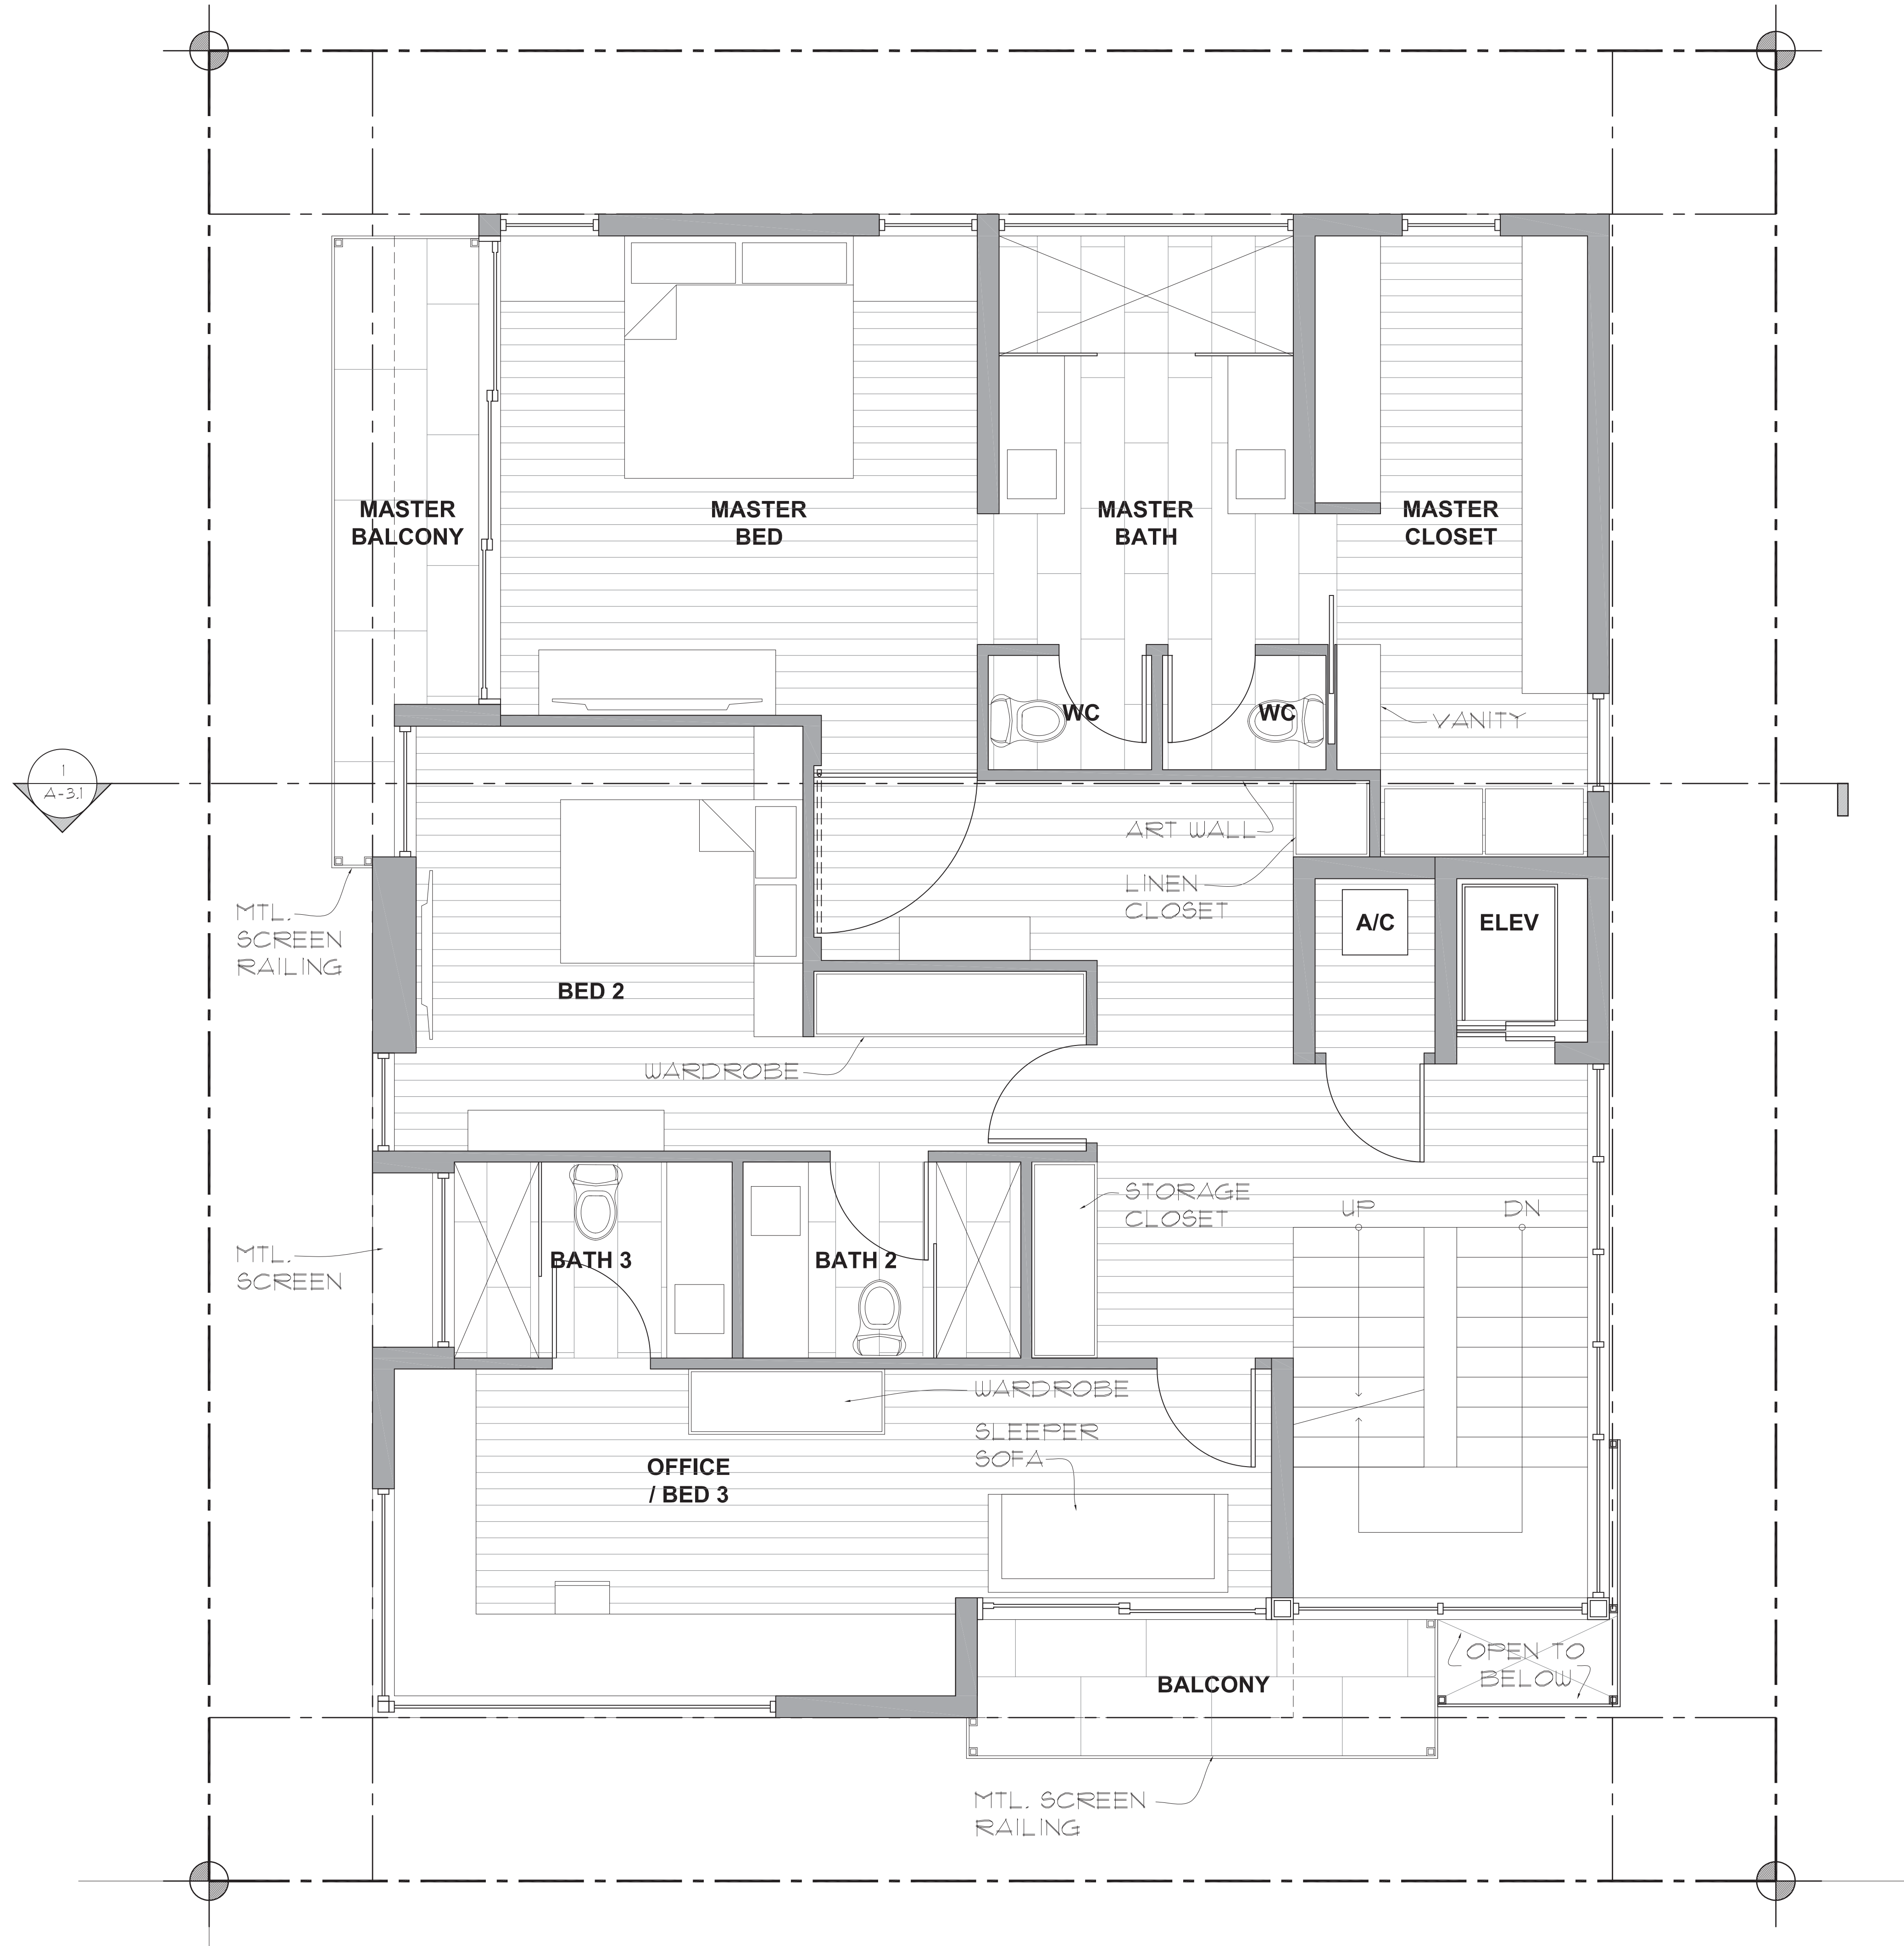 MASTER
BALCONY
MASTER
BED
MASTER
BATH
MASTER
CLOSET
WC
WC
VANITY
1
A-3.1
ART WALL
LINEN
CLOSET
A/C
ELEV
MTL.
SCREEN
RAILING
BED 2
WARDROBE
STORAGE
CLOSET
UP
DN
MTL.
SCREEN
BATH 3
BATH 2
WARDROBE
SLEEPER
SOFA
OFFICE
/ BED 3
OPEN TO
BELOW
BALCONY
MTL. SCREEN
RAILING